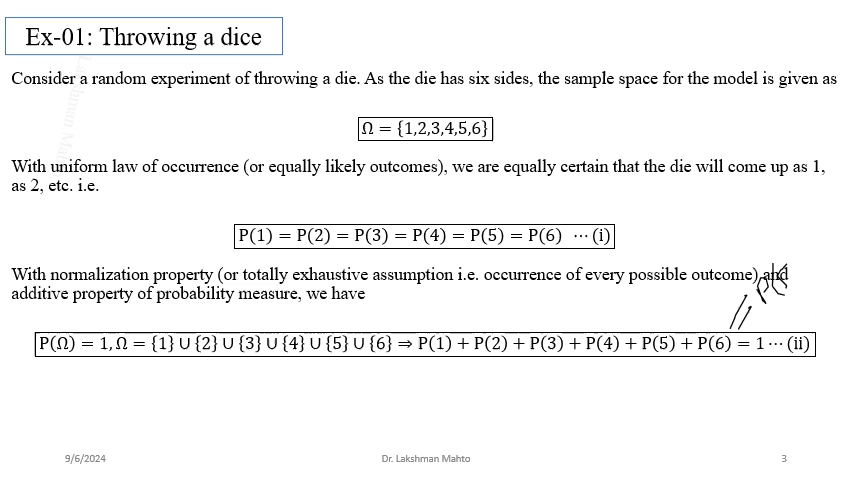 Ex-01: Throwing a dice
Consider a random experiment of throwing a die. As the die has six sides, the sample space for the model is given as
Ω = {1,2,3,4,5,6}
With uniform law of occurrence (or equally likely outcomes), we are equally certain that the die will come up as 1,
as 2, etc. i.e.
P(1) = P(2) = P(3) = P(4) = P(5) = P(6) ⋯ (i)
With normalization property (or totally exhaustive assumption i.e. occurrence of every possible outcome) and
additive property of probability measure, we have
P(Ω) = 1, Ω = {1} ∪ {2} ∪ {3} ∪ {4} ∪ {5} ∪ {6} ⇒ P(1) + P(2) + P(3) + P(4) + P(5) + P(6) = 1 ⋯ (ii)
9/6/2024
Dr. Lakshman Mahto
3